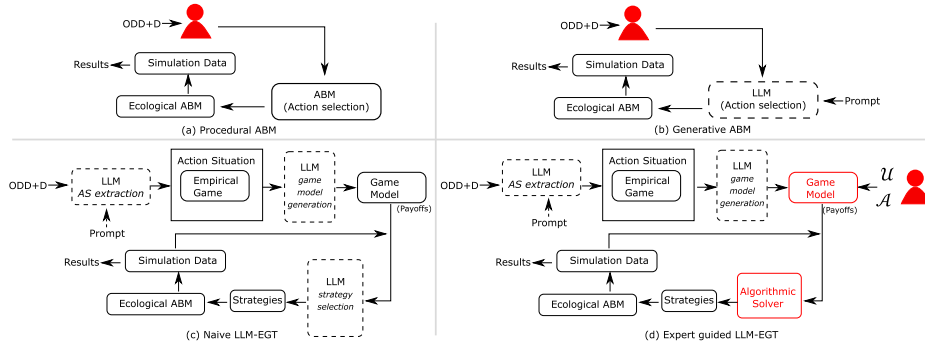 ODD+D
Results
Simulation Data
Ecological ABM
ABM
(Action selection)
(a) Procedural ABM
ODD+D
Results
Simulation Data
Ecological ABM
LLM
(Action selection)
Prompt
(b) Generative ABM
ODD+D
LLM
AS extraction
Prompt
Action Situation
Empirical
Game
LLM
game
model
generation
Game
Model
(Payoffs)
Results
Simulation Data
Ecological ABM
Strategies
LLM
strategy
selection
(c) Naive LLM-EGT
ODD+D
LLM
AS extraction
Prompt
Action Situation
Empirical
Game
LLM
game
model
generation
Game
Model
(Payoffs)
𝒰
𝒜
Results
Simulation Data
Ecological ABM
Strategies
Algorithmic
Solver
(d) Expert guided LLM-EGT